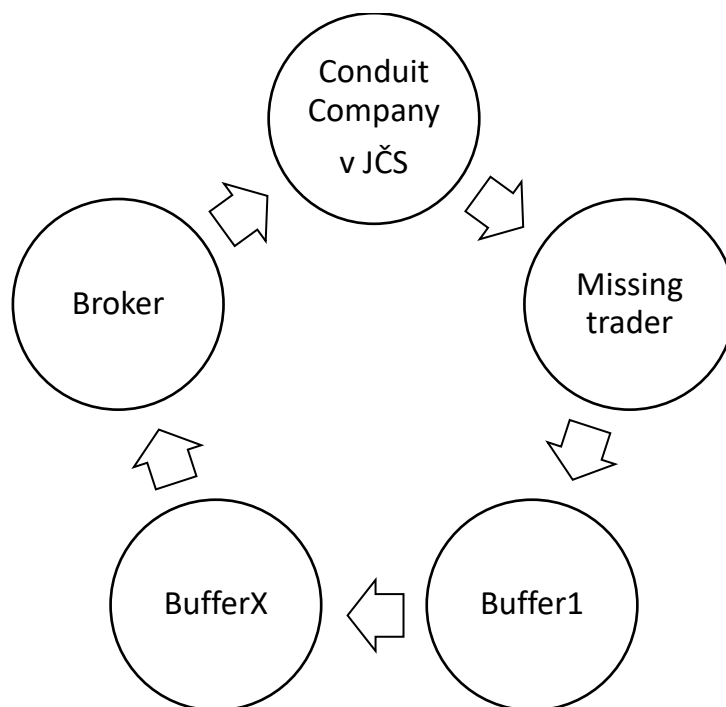 Conduit
Company
v JČS
Broker
Missing
trader
BufferX
Buffer1